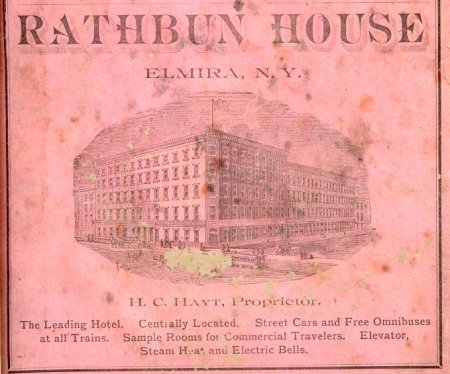 RATHBUN HOUSE
ELMIRA, N. Y.
H. C. HAYT, Proprietor.
The Leading Hotel. Centrally Located. Street Cars and Free Omnibuses
at all Trains. Sample Rooms for Commercial Travelers. Elevator,
Steam Heat and Electric Bells.